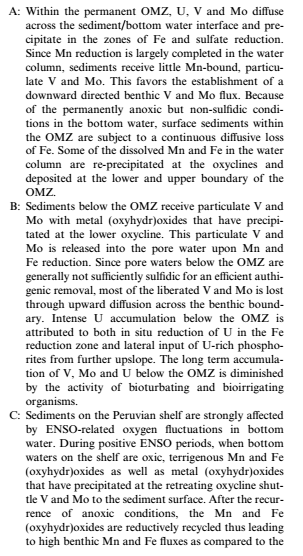 A: Within the permanent OMZ, U, V and Mo diffuse
across the sediment/bottom water interface and pre-
cipitate in the zones of Fe and sulfate reduction.
Since Mn reduction is largely completed in the water
column, sediments receive little Mn-bound, particu-
late V and Mo. This favors the establishment of a
downward directed benthic V and Mo flux. Because
of the permanently anoxic but non-sulfidic condi-
tions in the bottom water, surface sediments within
the OMZ are subject to a continuous diffusive loss
of Fe. Some of the dissolved Mn and Fe in the water
column are re-precipitated at the oxyclines and
deposited at the lower and upper boundary of the
OMZ.
B: Sediments below the OMZ receive particulate V and
Mo with metal (oxyhydr)oxides that have precipi-
tated at the lower oxycline. This particulate V and
Mo is released into the pore water upon Mn and
Fe reduction. Since pore waters below the OMZ are
generally not sufficiently sulfidic for an efficient authi-
genic removal, most of the liberated V and Mo is lost
through upward diffusion across the benthic bound-
ary. Intense U accumulation below the OMZ is
attributed to both in situ reduction of U in the Fe
reduction zone and lateral input of U-rich phospho-
rites from further upslope. The long term accumula-
tion of V, Mo and U below the OMZ is diminished
by the activity of bioturbating and bioirrigating
organisms.
C: Sediments on the Peruvian shelf are strongly affected
by ENSO-related oxygen fluctuations in bottom
water. During positive ENSO periods, when bottom
waters on the shelf are oxic, terrigenous Mn and Fe
(oxyhydr)oxides as well as metal (oxyhydr)oxides
that have precipitated at the retreating oxycline shut-
tle V and Mo to the sediment surface. After the recur-
rence of anoxic conditions, the Mn and Fe
(oxyhydr)oxides are reductively recycled thus leading
to high benthic Mn and Fe fluxes as compared to the